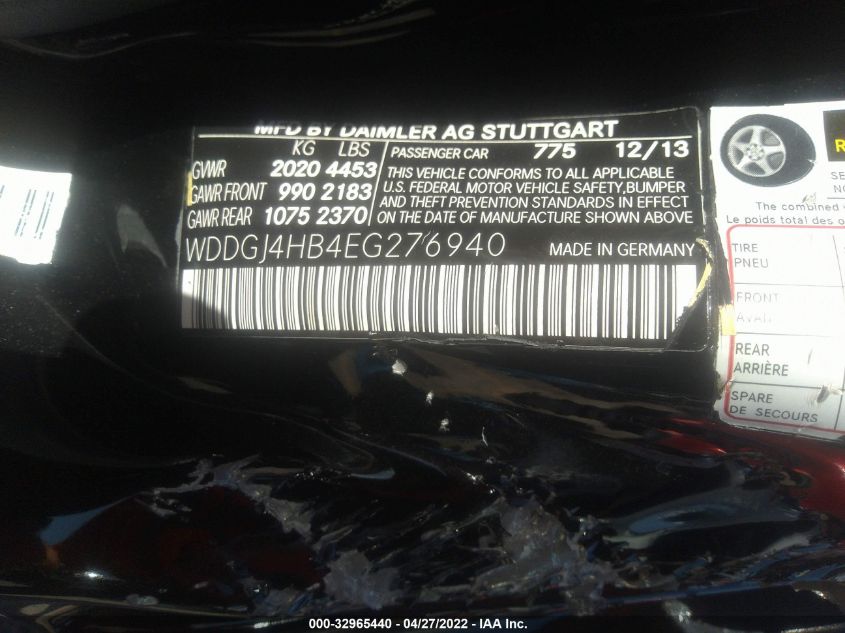 MFD BY DAIMLER AG STUTTGART
KG LBS
GVWR 2020 4453
GAWR FRONT 990 2183
GAWR REAR 1075 2370
PASSENGER CAR 775 12/13
THIS VEHICLE CONFORMS TO ALL APPLICABLE
U.S. FEDERAL MOTOR VEHICLE SAFETY,BUMPER
AND THEFT PREVENTION STANDARDS IN EFFECT
ON THE DATE OF MANUFACTURE SHOWN ABOVE
WDDGJ4HB4EG276940 MADE IN GERMANY
The combined
Le poids total des o
TIRE
PNEU
FRONT
AVANT
REAR
ARRIÈRE
SPARE
DE SECOURS
000-32965440 - 04/27/2022 - IAA Inc.